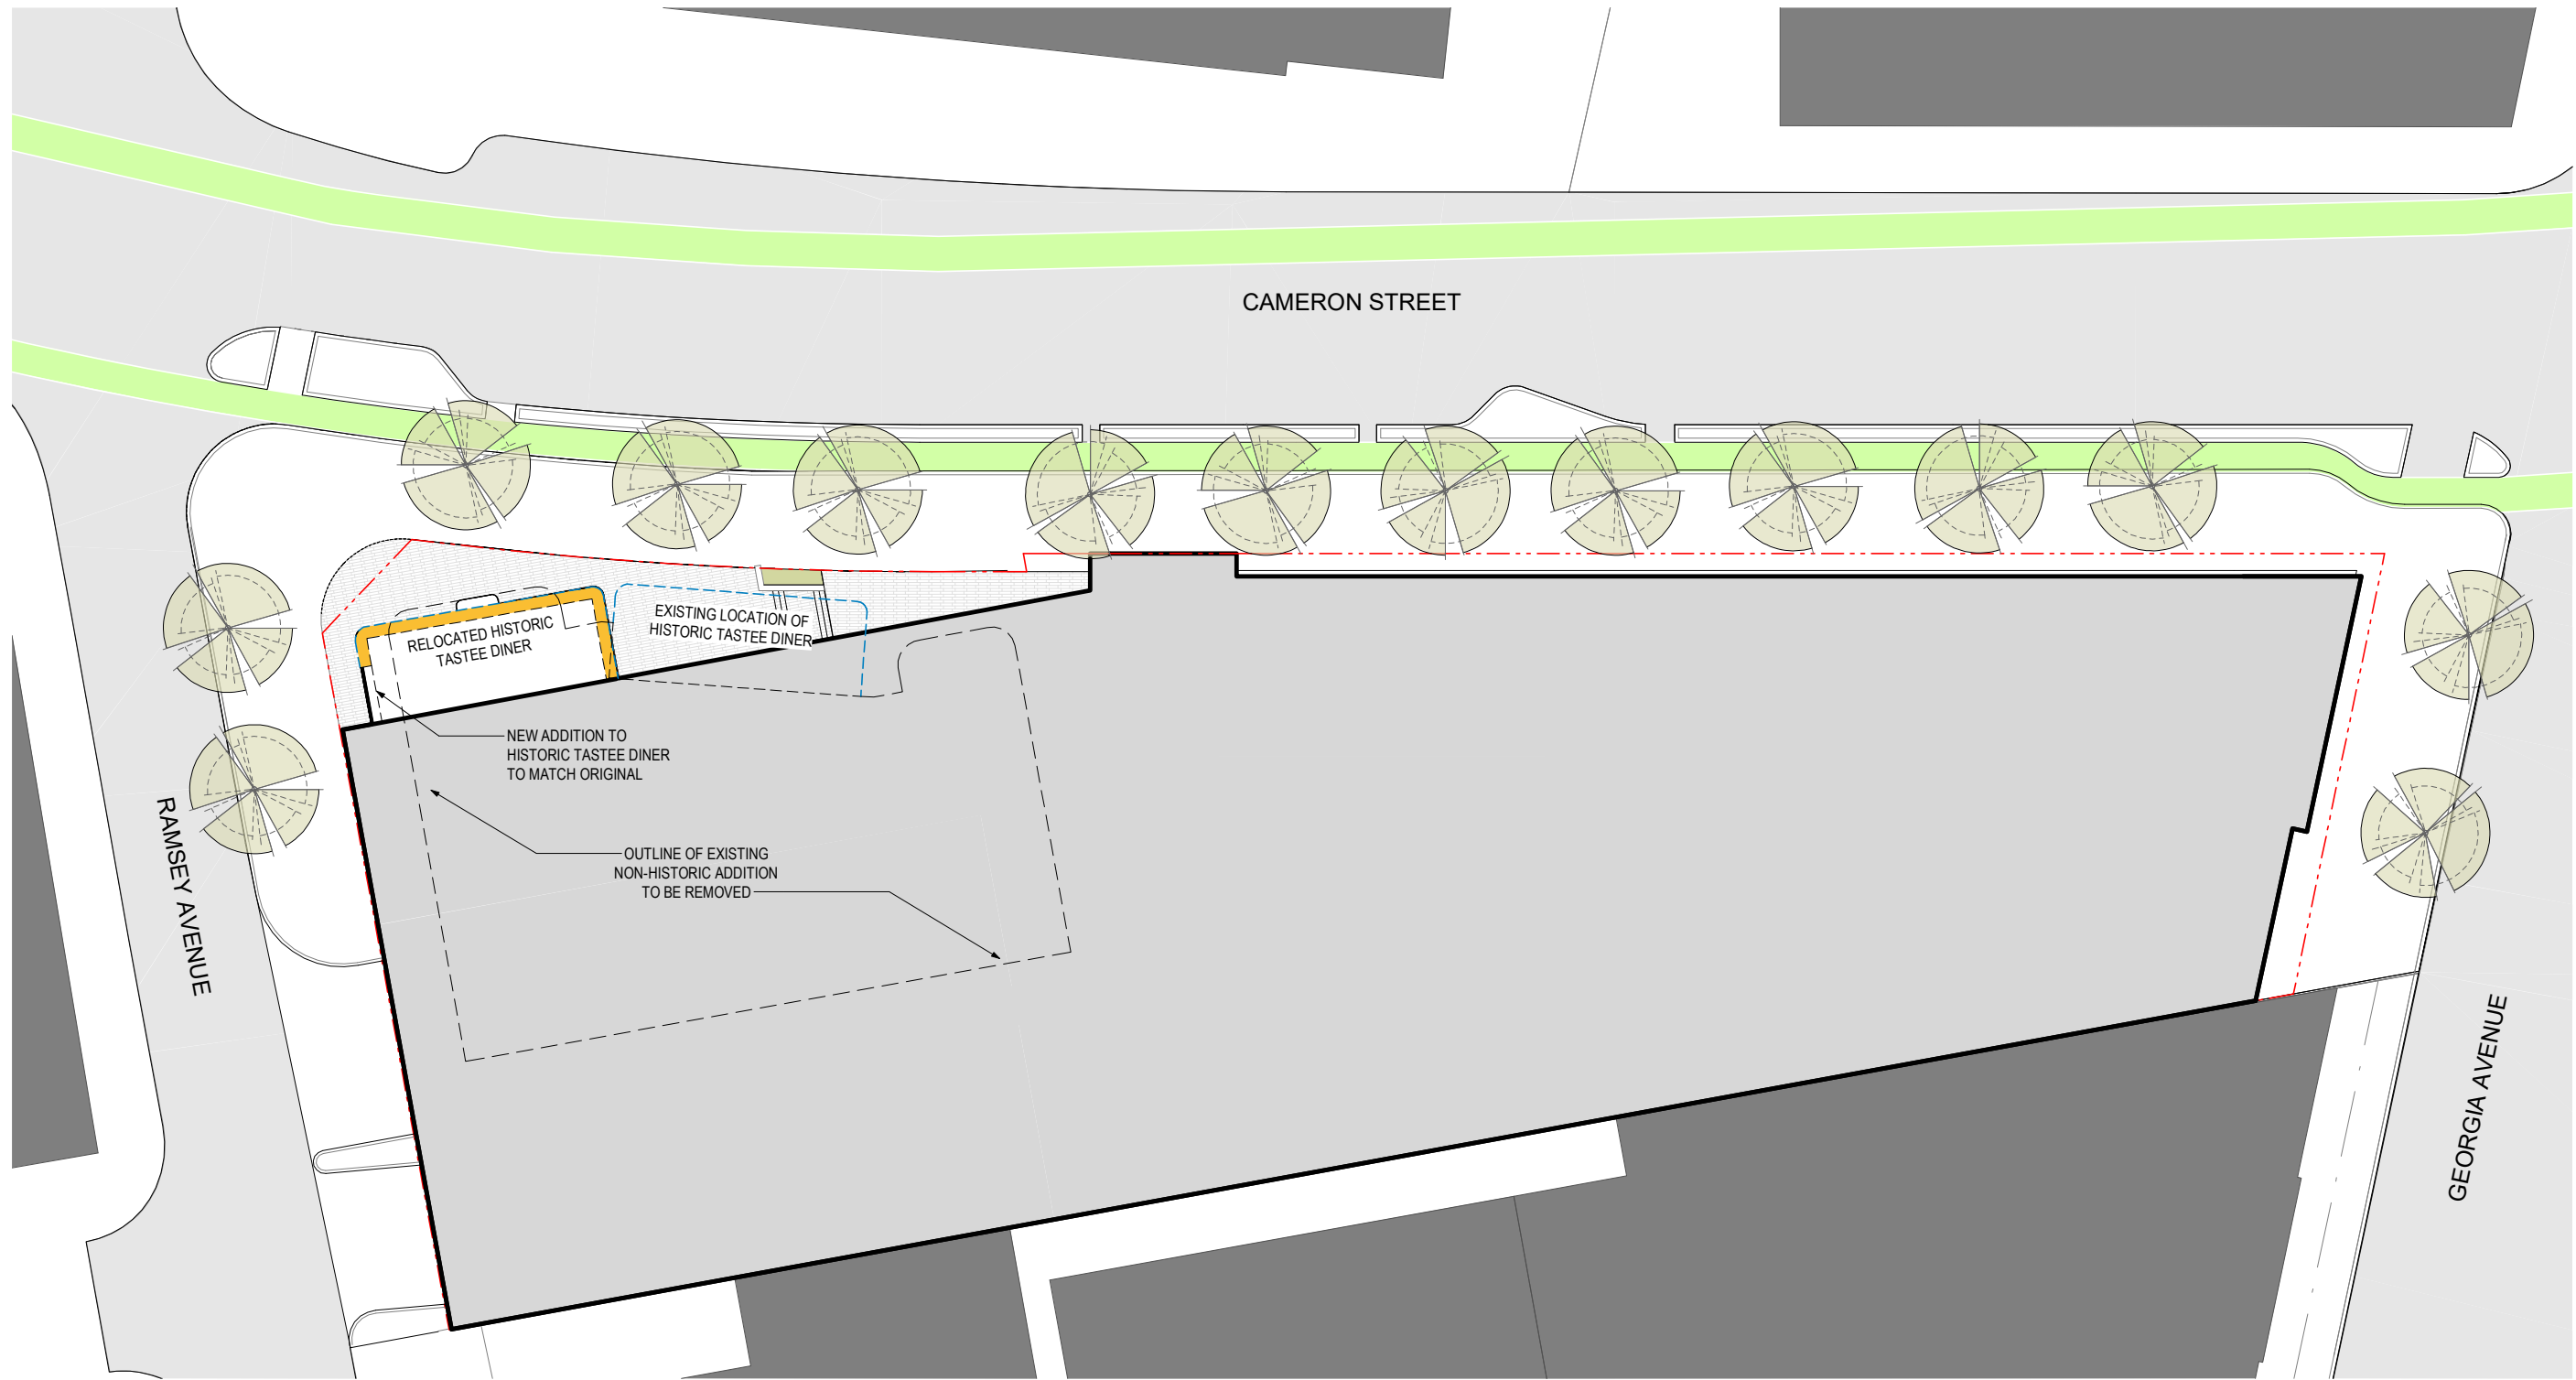 CAMERON STREET
RELOCATED HISTORIC
TASTEE DINER
EXISTING LOCATION OF
HISTORIC TASTEE DINER
NEW ADDITION TO
HISTORIC TASTEE DINER
TO MATCH ORIGINAL
OUTLINE OF EXISTING
NON-HISTORIC ADDITION
TO BE REMOVED
RAMSEY AVENUE
GEORGIA AVENUE